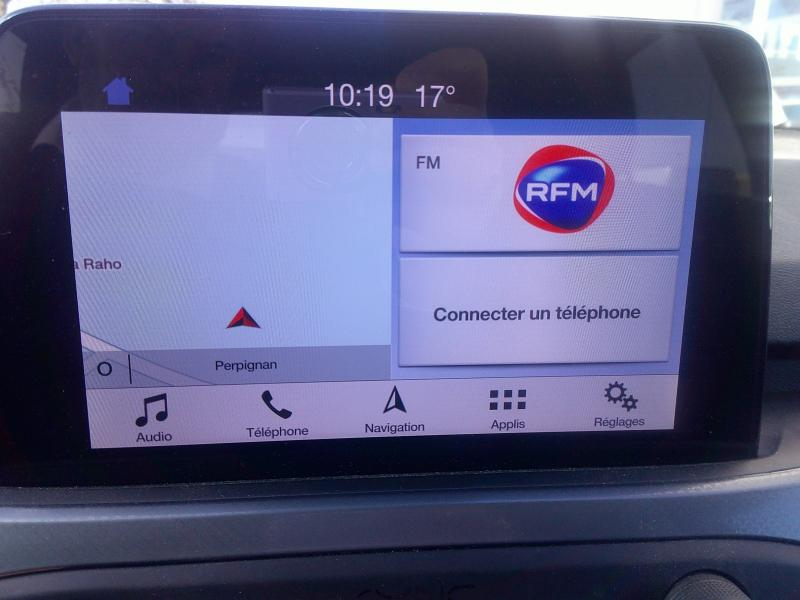 10:19 17°
FM
RFM
a Raho
Connecter un téléphone
O
Perpignan
Audio
Téléphone
Navigation
Applis
Réglages